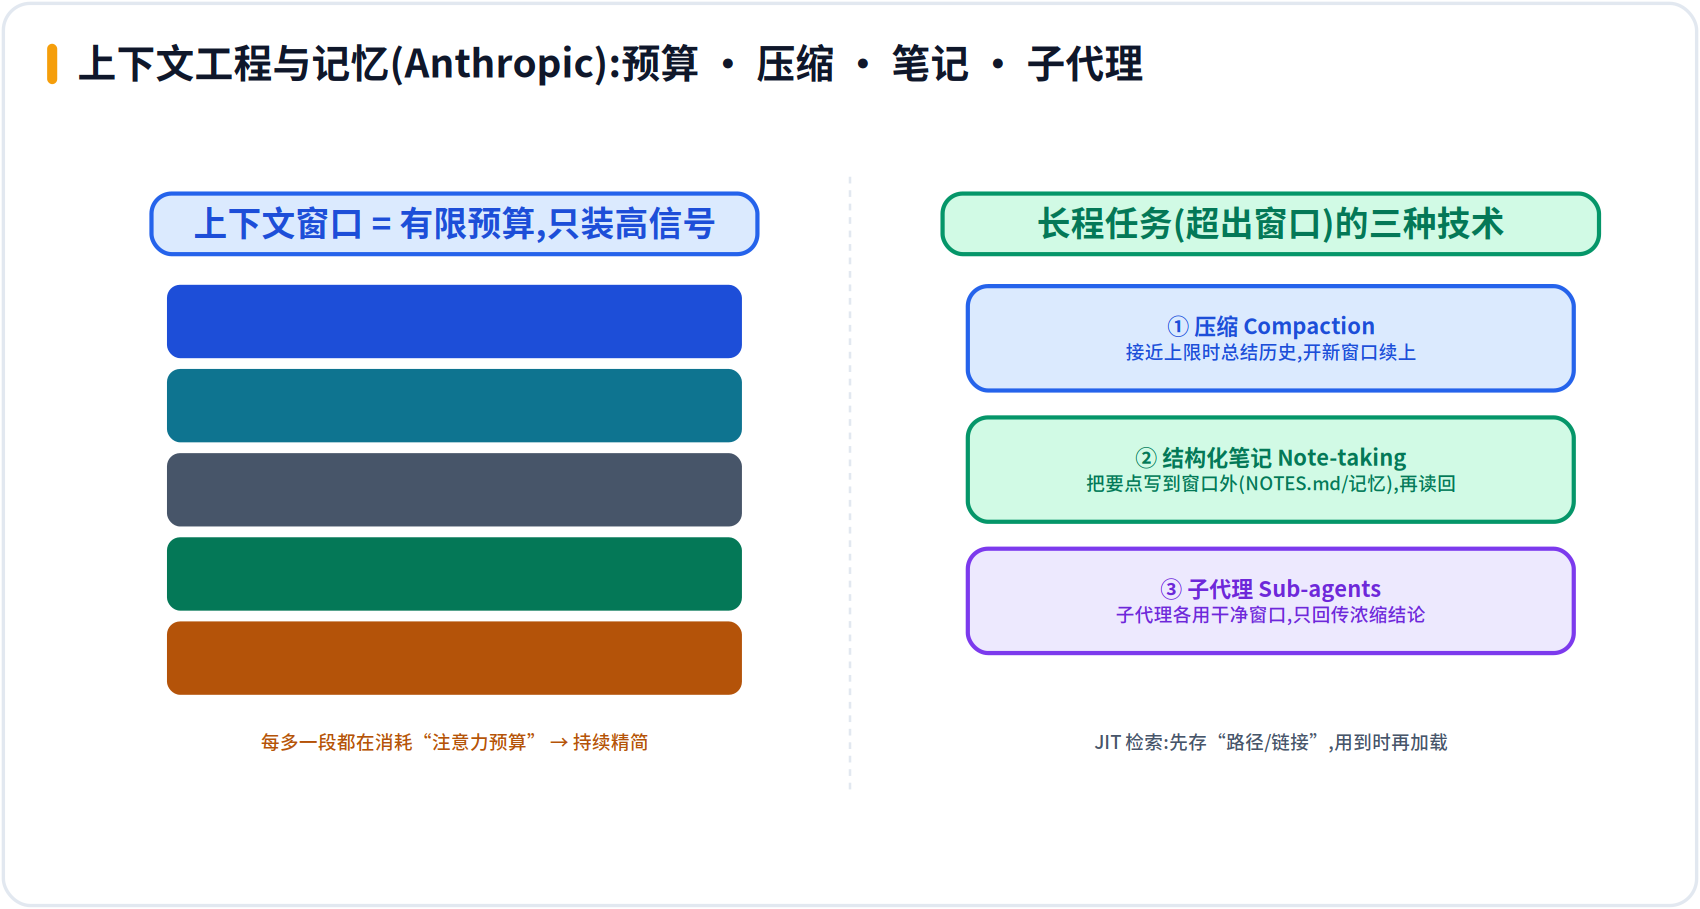 上下文工程与记忆(Anthropic):预算 · 压缩 · 笔记 · 子代理
上下文窗口 = 有限预算,只装高信号
每多一段都在消耗“注意力预算” → 持续精简
长程任务(超出窗口)的三种技术
① 压缩 Compaction
接近上限时总结历史,开新窗口续上
② 结构化笔记 Note-taking
把要点写到窗口外(NOTES.md/记忆),再读回
③ 子代理 Sub-agents
子代理各用干净窗口,只回传浓缩结论
JIT 检索:先存“路径/链接”,用到时再加载